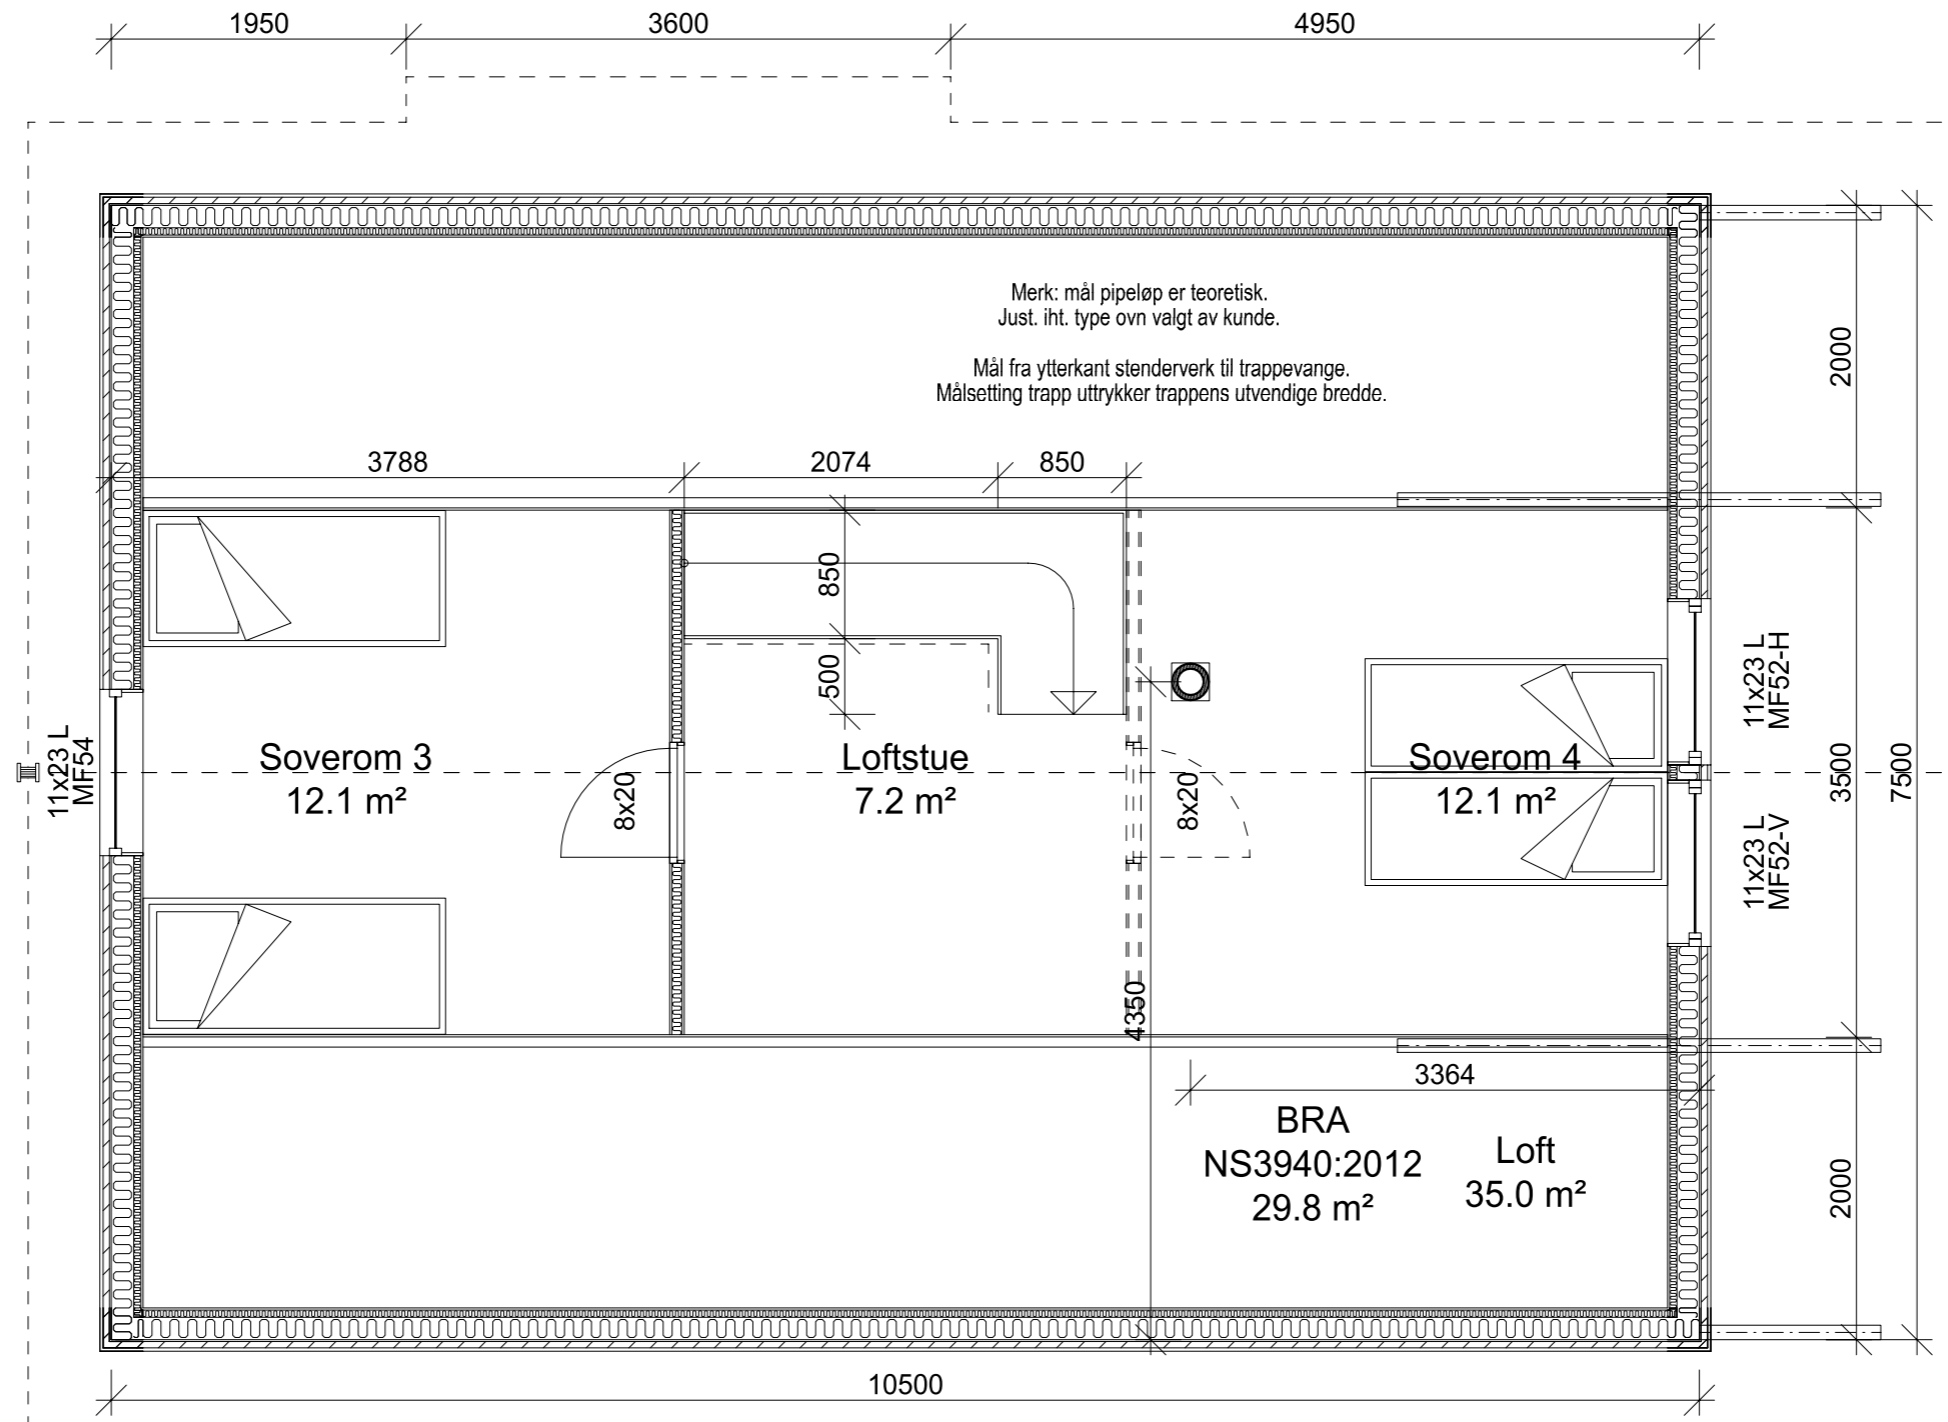 1950
3600
4950
Merk: mål pipeløp er teoretisk.
Just. iht. type ovn valgt av kunde.
Mål fra ytterkant stenderverk til trappevange.
Målsetting trapp uttrykker trappens utvendige bredde.
2000
3788
2074
850
850
500
11x23 L
MF52-H
11x23 L
MF54
Soverom 3
12.1 m²
8x20
Loftstue
7.2 m²
8x20
Soverom 4
12.1 m²
3500
7500
11x23 L
MF52-V
4350
3364
BRA
NS3940:2012
29.8 m²
Loft
35.0 m²
2000
10500